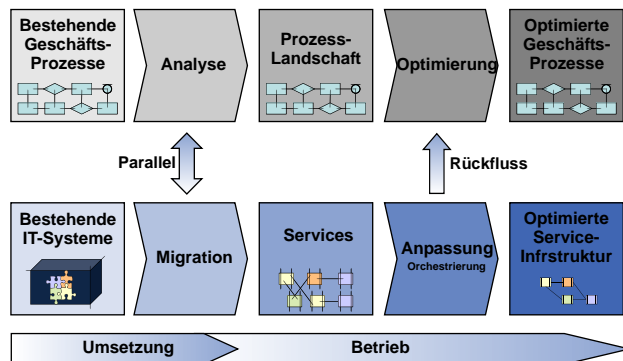 Bestehende
Geschäfts-
Prozesse
Analyse
Prozess-
Landschaft
Optimierung
Optimierte
Geschäfts-
Prozesse
Parallel
Rückfluss
Bestehende
IT-Systeme
Migration
Services
Anpassung
Orchestrierung
Optimierte
Service-
Infrstruktur
Umsetzung
Betrieb